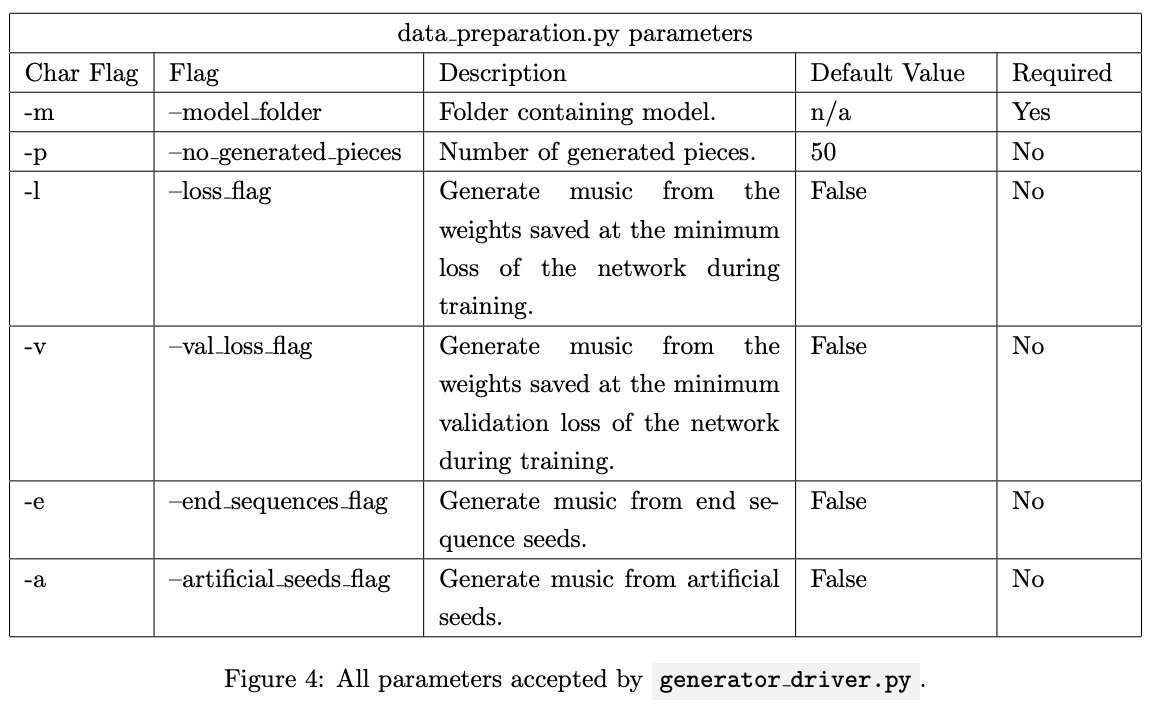 data_preparation.py parameters
Char Flag Flag Description Default Value Required
-m –model_folder Folder containing model. n/a Yes
-p –no_generated_pieces Number of generated pieces. 50 No
-l –loss_flag Generate music from the False No
weights saved at the minimum
loss of the network during
training.
-v –val_loss_flag Generate music from the False No
weights saved at the minimum
validation loss of the network
during training.
-e –end_sequences_flag Generate music from end se- False No
quence seeds.
-a –artificial_seeds_flag Generate music from artificial False No
seeds.
Figure 4: All parameters accepted by generator_driver.py.